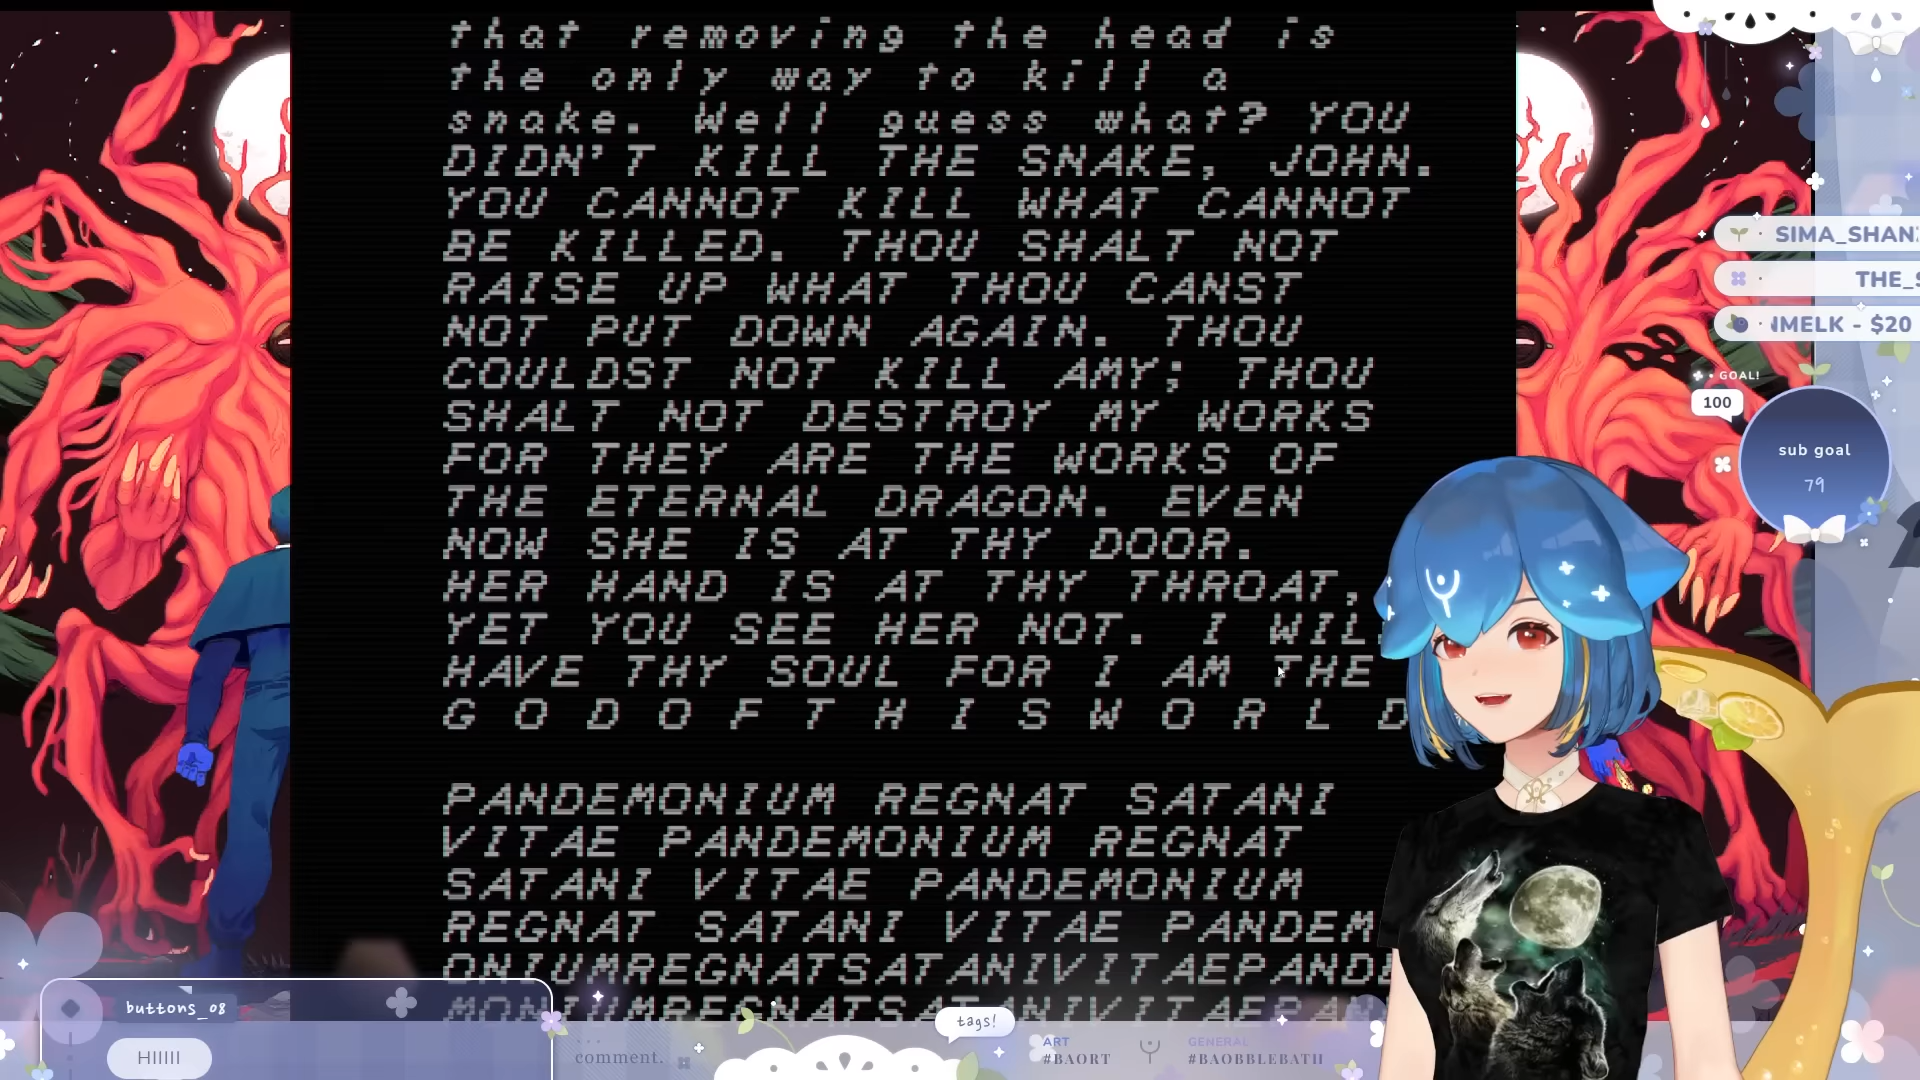 that removing the head is
the only way to kill a
snake. Well guess what? YOU
DIDN'T KILL THE SNAKE, JOHN.
YOU CANNOT KILL WHAT CANNOT
BE KILLED. THOU SHALT NOT
RAISE UP WHAT THOU CANST
NOT PUT DOWN AGAIN. THOU
COULDST NOT KILL AMY; THOU
SHALT NOT DESTROY MY WORKS
FOR THEY ARE THE WORKS OF
THE ETERNAL DRAGON. EVEN
NOW SHE IS AT THY DOOR.
HER HAND IS AT THY THROAT,
YET YOU SEE HER NOT. I WIL
HAVE THY SOUL FOR I AM THE
G O D O F T H I S W O R L D
PANDEMONIUM REGNAT SATANI
VITAE PANDEMONIUM REGNAT
SATANI VITAE PANDEMONIUM
REGNAT SATANI VITAE PANDEM
ONIUMREGNATSATANIVITAEPANDE
MONIUMREGNATSATANIVITAEPAN
SIMA_SHAN
THE_S
NMELK - $20
GOAL!
100
sub goal
79
buttons_08
HIIIII
comment.
tags!
ART
#BAORT
GENERAL
#BAOBBLEBATH